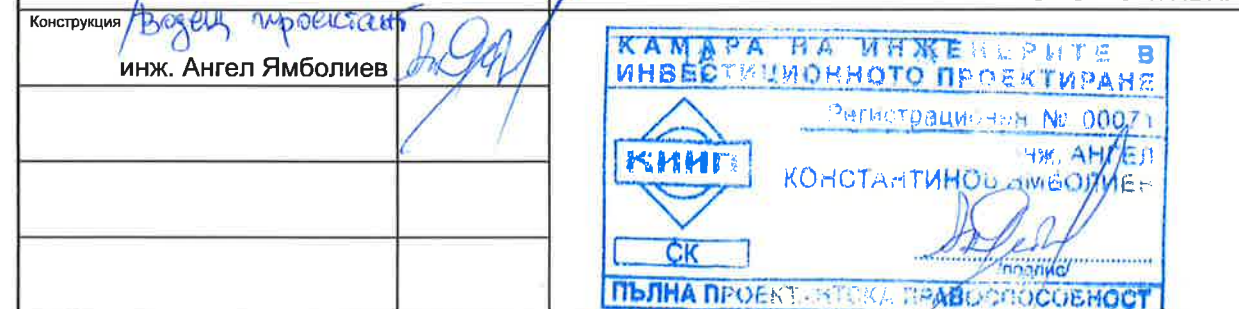 Конструкция /Водещ проектант
инж. Ангел Ямболиев
КАМАРА НА ИНЖЕНЕРИТЕ В
ИНВЕСТИЦИОННОТО ПРОЕКТИРАНЕ
Регистрационен № 00071
инж. АНГЕЛ
КИИП
КОНСТАНТИНОВ ЯМБОЛИЕВ
СК
/подпис/
ПЪЛНА ПРОЕКТАНТСКА ПРАВОСПОСОБНОСТ